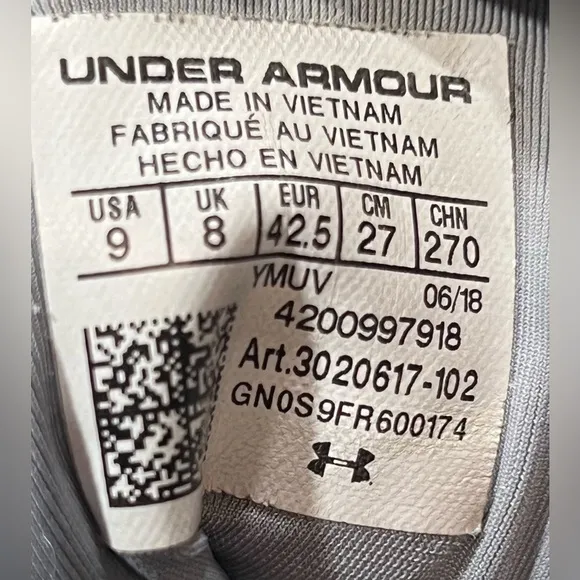 UNDER ARMOUR
MADE IN VIETNAM
FABRIQUÉ AU VIETNAM
HECHO EN VIETNAM
USA UK EUR CM CHN
9 8 42.5 27 270
YMUV 06/18
4200997918
Art.3020617-102
GN0S9FR600174